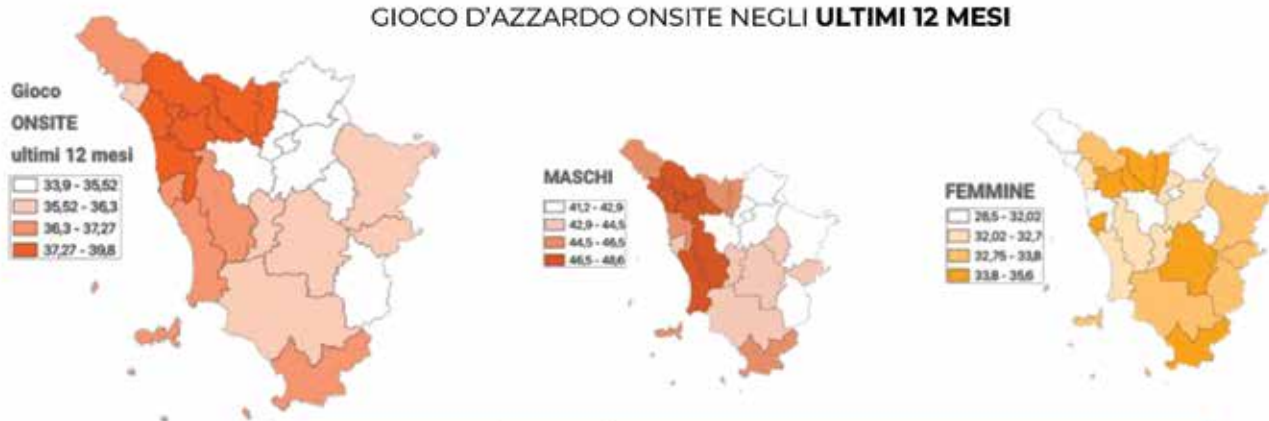 GIOCO D'AZZARDO ONSITE NEGLI ULTIMI 12 MESI
Gioco
ONSITE
ultimi 12 mesi
33,9 - 35,52
35,52 - 36,3
36,3 - 37,27
37,27 - 39,8
MASCHI
41,2 - 42,9
42,9 - 44,5
44,5 - 46,5
46,5 - 48,6
FEMMINE
28,5 - 32,02
32,02 - 32,7
32,75 - 33,8
33,8 - 35,6